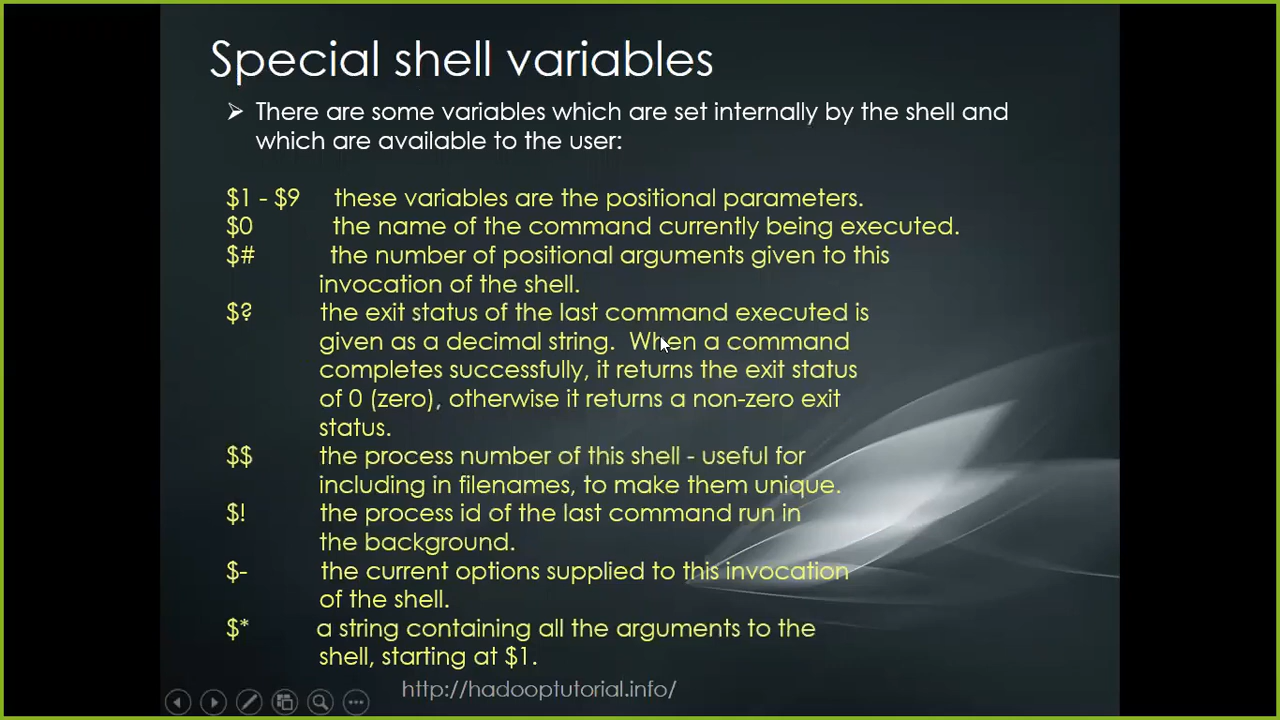 Special shell variables
➢ There are some variables which are set internally by the shell and
which are available to the user:
$1 - $9 these variables are the positional parameters.
$0 the name of the command currently being executed.
$# the number of positional arguments given to this
invocation of the shell.
$? the exit status of the last command executed is
given as a decimal string. When a command
completes successfully, it returns the exit status
of 0 (zero), otherwise it returns a non-zero exit
status.
$$ the process number of this shell - useful for
including in filenames, to make them unique.
$! the process id of the last command run in
the background.
$- the current options supplied to this invocation
of the shell.
$* a string containing all the arguments to the
shell, starting at $1.
http://hadooptutorial.info/